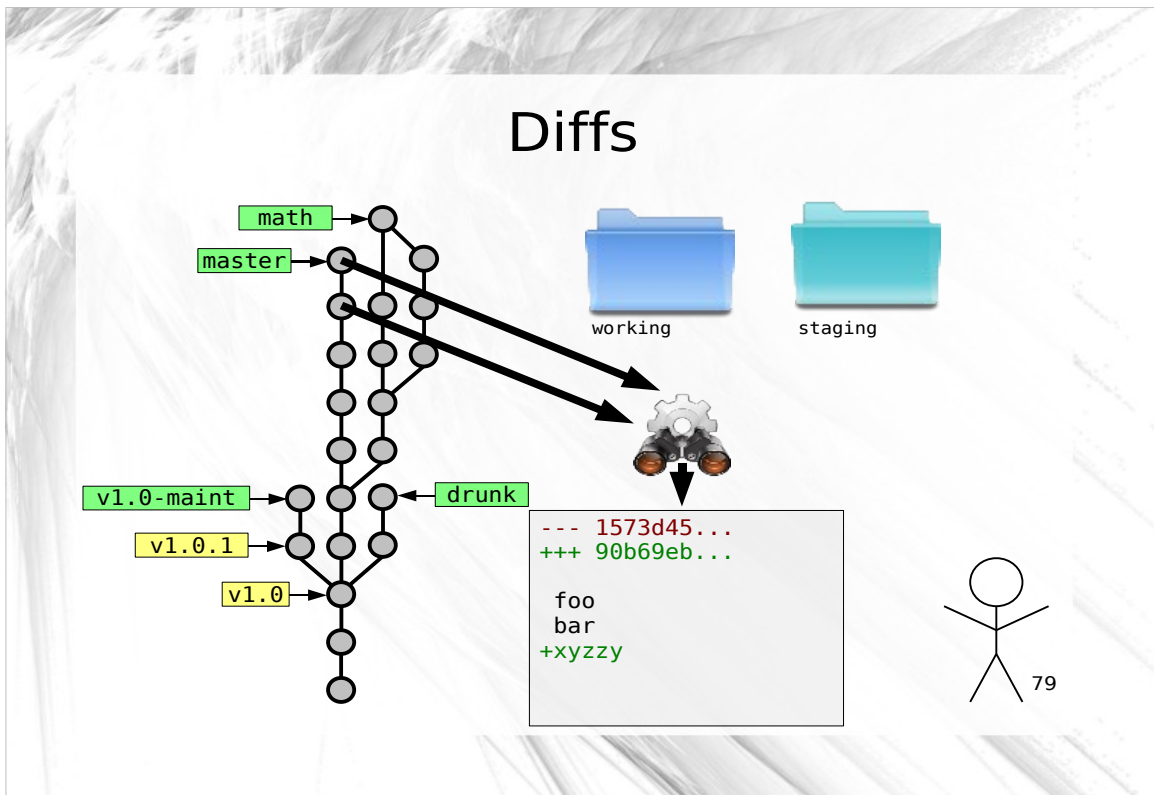 Diffs
math
master
working
staging
v1.0-maint
drunk
v1.0.1
v1.0
--- 1573d45...
+++ 90b69eb...
foo
bar
+xyzzy
79